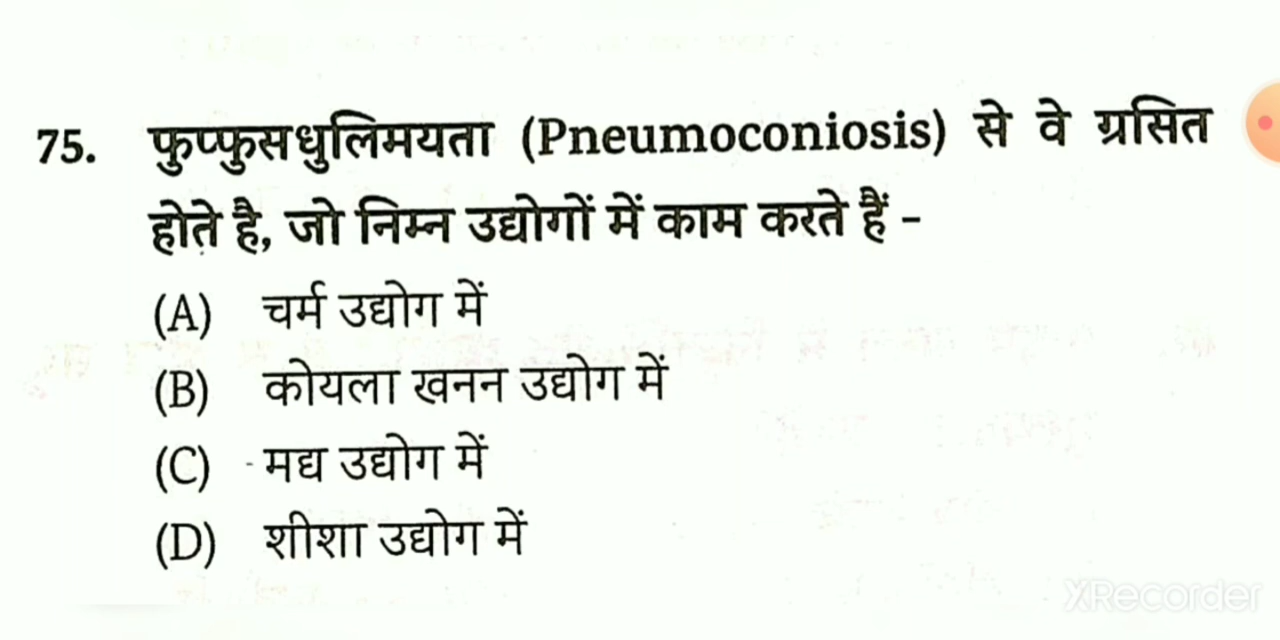 75. फुप्फुसधुलिमयता (Pneumoconiosis) से वे ग्रसित
होते है, जो निम्न उद्योगों में काम करते हैं -
(A) चर्म उद्योग में
(B) कोयला खनन उद्योग में
(C) मद्य उद्योग में
(D) शीशा उद्योग में
XRecorder